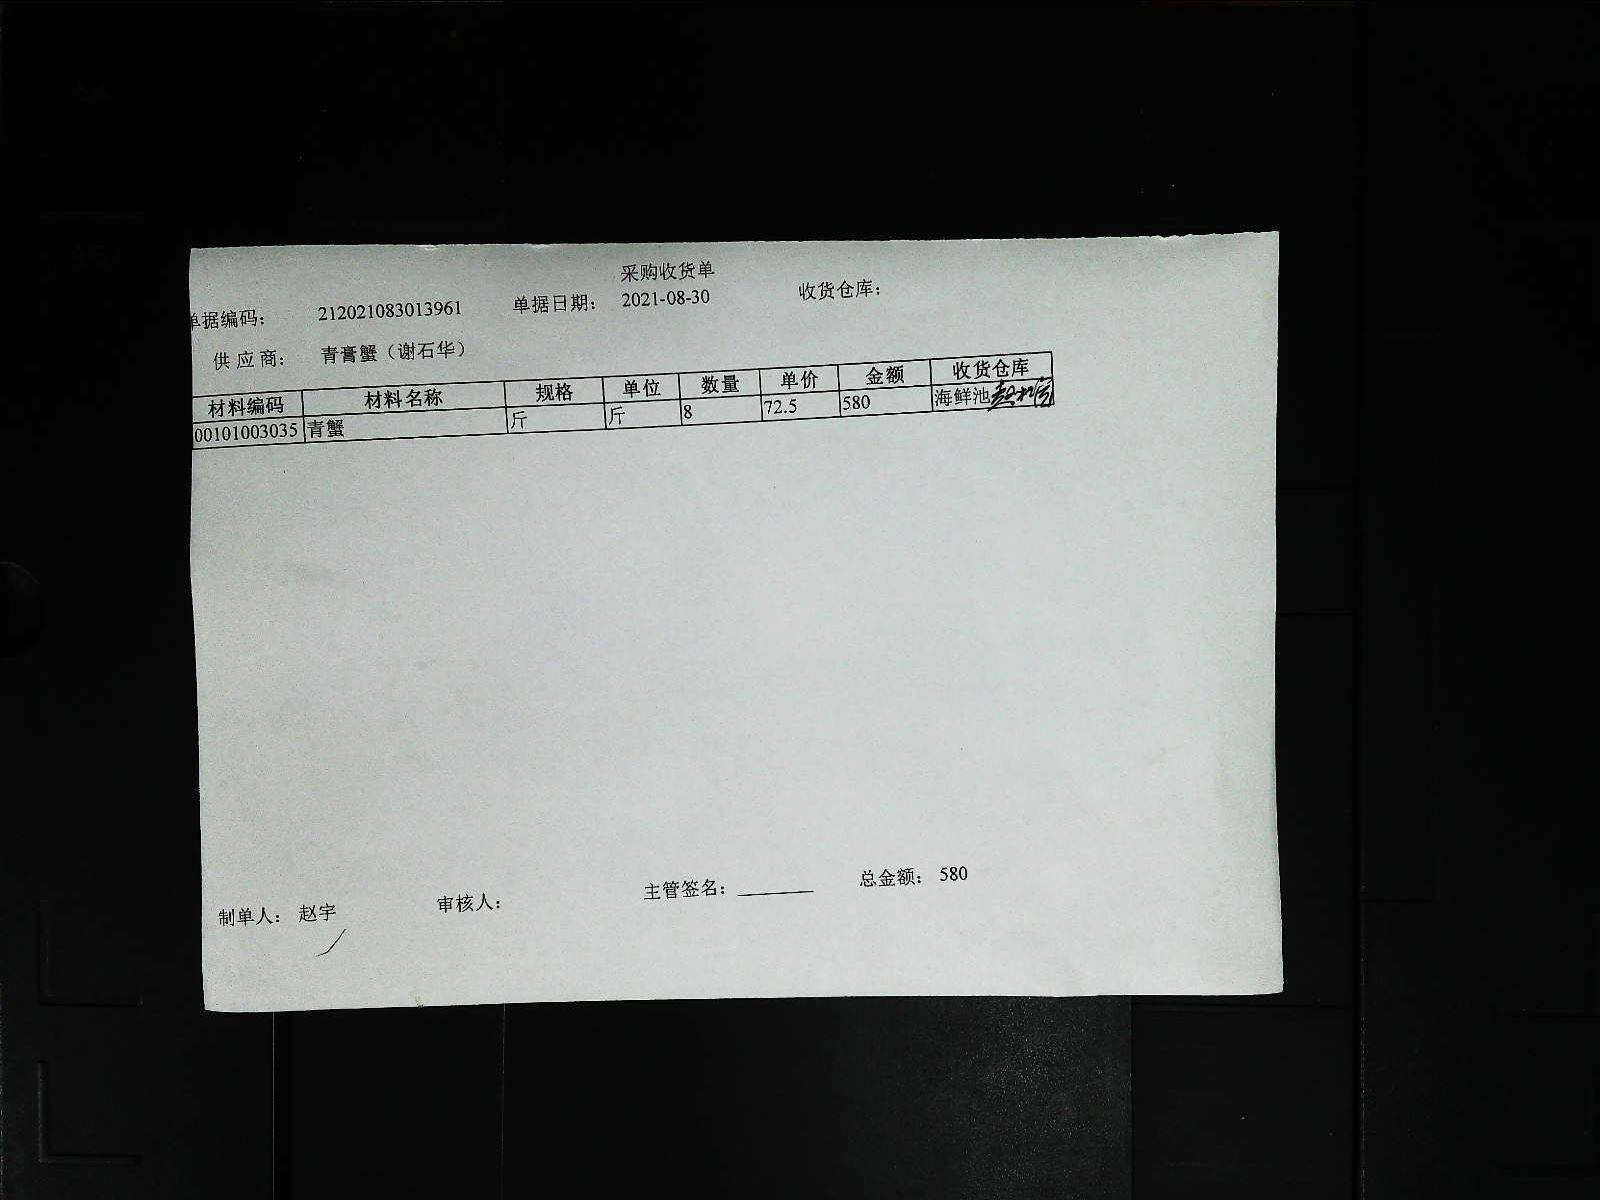 采购收货单
单据编码： 212021083013961 单据日期： 2021-08-30 收货仓库：
供应商： 青膏蟹（谢石华）
材料编码 材料名称 规格 单位 数量 单价 金额 收货仓库
00101003035 青蟹 斤 斤 8 72.5 580 海鲜池
制单人： 赵宇 审核人： 主管签名： 总金额： 580